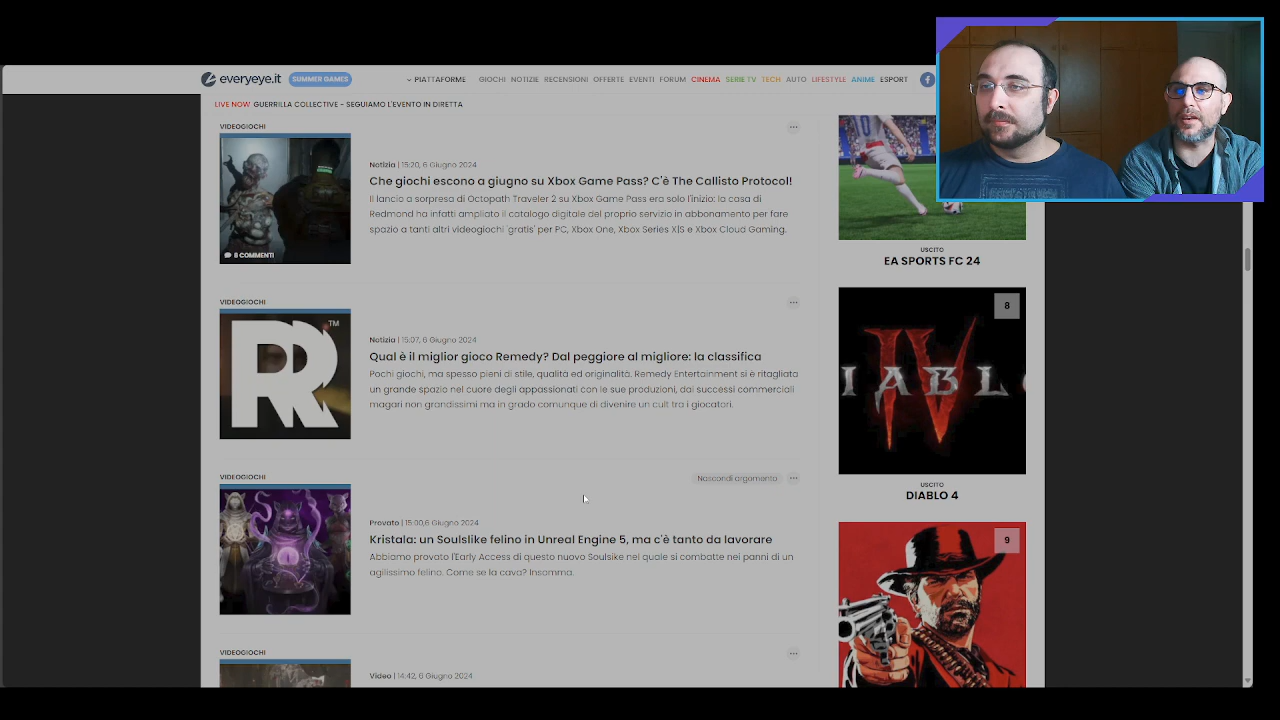 everyeye.it SUMMER GAMES PIATTAFORME GIOCHI NOTIZIE RECENSIONI OFFERTE EVENTI FORUM CINEMA SERIE TV TECH AUTO LIFESTYLE ANIME ESPORT
LIVE NOW GUERRILLA COLLECTIVE - SEGUIAMO L'EVENTO IN DIRETTA
VIDEOGIOCHI
Notizia | 15:20, 6 Giugno 2024
Che giochi escono a giugno su Xbox Game Pass? C'è The Callisto Protocol!
Il lancio a sorpresa di Octopath Traveler 2 su Xbox Game Pass era solo l'inizio: la casa di
Redmond ha infatti ampliato il catalogo digitale del proprio servizio in abbonamento per fare
spazio a tanti altri videogiochi 'gratis' per PC, Xbox One, Xbox Series X|S e Xbox Cloud Gaming.
8 COMMENTI
VIDEOGIOCHI
RR™
Notizia | 15:07, 6 Giugno 2024
Qual è il miglior gioco Remedy? Dal peggiore al migliore: la classifica
Pochi giochi, ma spesso pieni di stile, qualità ed originalità. Remedy Entertainment si è ritagliata
un grande spazio nel cuore degli appassionati con le sue produzioni, dai successi commerciali
magari non grandissimi ma in grado comunque di divenire un cult tra i giocatori.
VIDEOGIOCHI
Nascondi argomento
Provato | 15:00,6 Giugno 2024
Kristala: un Soulslike felino in Unreal Engine 5, ma c'è tanto da lavorare
Abbiamo provato l'Early Access di questo nuovo Soulsike nel quale si combatte nei panni di un
agilissimo felino. Come se la cava? Insomma.
VIDEOGIOCHI
Video | 14:42, 6 Giugno 2024
USCITO
EA SPORTS FC 24
8
DIABLO
IV
USCITO
DIABLO 4
9